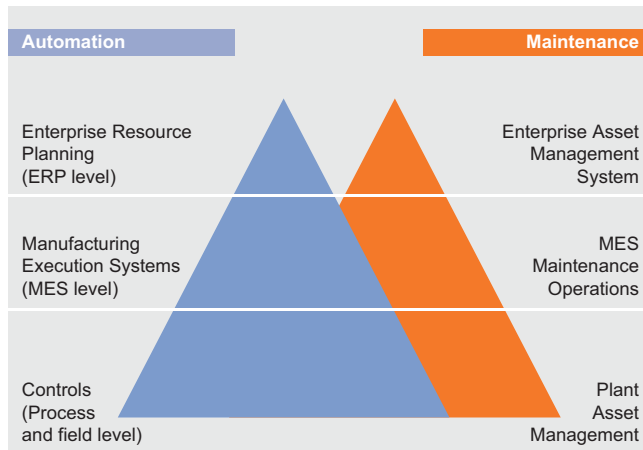 Automation
Maintenance
Enterprise Resource
Planning
(ERP level)
Enterprise Asset
Management
System
Manufacturing
Execution Systems
(MES level)
MES
Maintenance
Operations
Controls
(Process
and field level)
Plant
Asset
Management